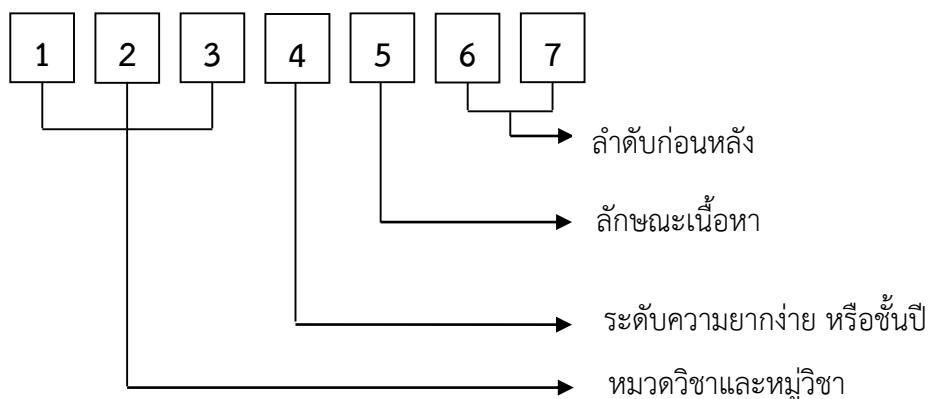 1 2 3 4 5 6 7
ลำดับก่อนหลัง
ลักษณะเนื้อหา
ระดับความยากง่าย หรือชั้นปี
หมวดวิชาและหมู่วิชา